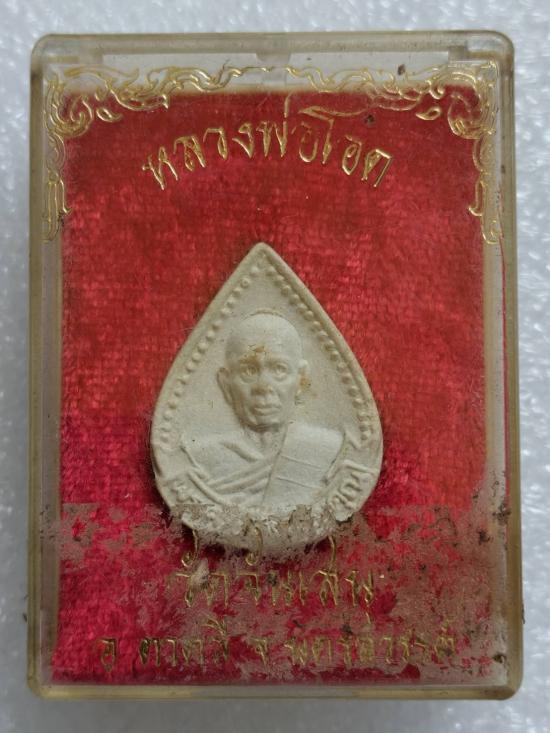 หลวงพ่อโอด
วัดจันเสน
อ ตาคลี จ นครสวรรค์